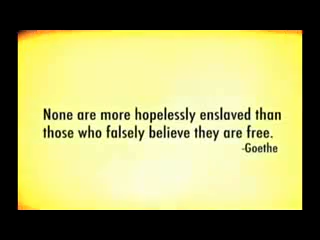 None are more hopelessly enslaved than
those who falsely believe they are free.
-Goethe